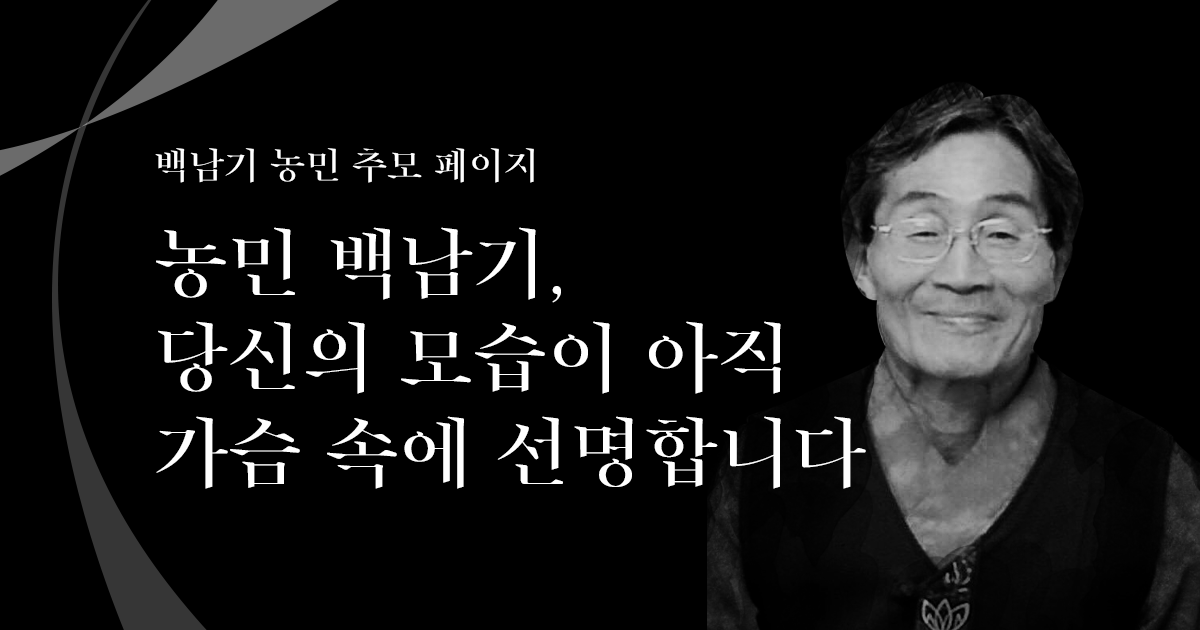 백남기 농민 추모 페이지
농민 백남기,
당신의 모습이 아직
가슴 속에 선명합니다